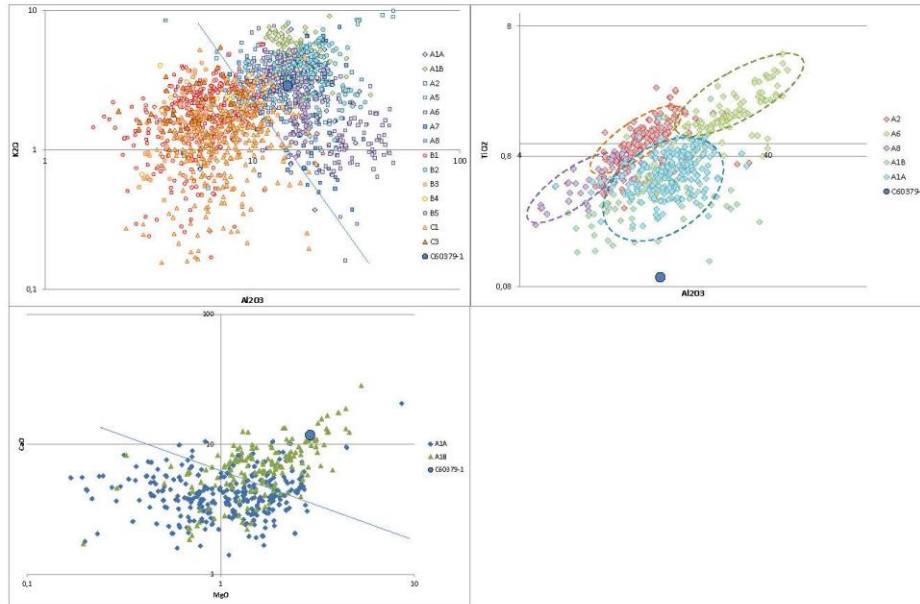 10
1
0,1
K2O
10
100
Al2O3
A1A
A1B
A2
A5
A6
A7
A8
B1
B2
B3
B4
B5
C1
C3
C60379-1
8
0,8
0,08
TiO2
4
40
Al2O3
A2
A6
A8
A1B
A1A
C60379-
100
10
1
CaO
0,1
1
10
MgO
A1A
A1B
C60379-1